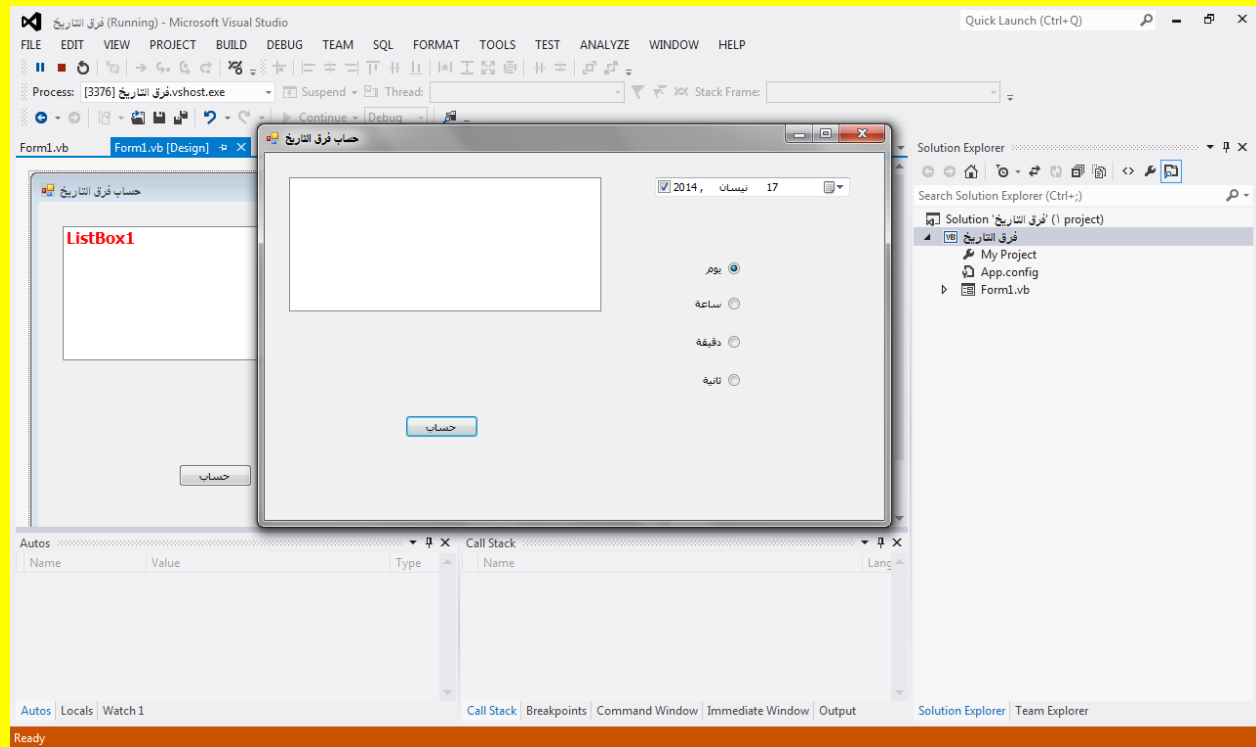 فرق التاريخ (Running) - Microsoft Visual Studio
Quick Launch (Ctrl+Q)
FILE EDIT VIEW PROJECT BUILD DEBUG TEAM SQL FORMAT TOOLS TEST ANALYZE WINDOW HELP
Process: [3376] فرق التاريخ.vshost.exe Suspend Thread: Stack Frame:
Continue Debug
Form1.vb Form1.vb [Design]
حساب فرق التاريخ
ListBox1
حساب
حساب فرق التاريخ
17 نيسان , 2014
يوم
ساعة
دقيقة
ثانية
حساب
Solution Explorer
Search Solution Explorer (Ctrl+;)
Solution 'فرق التاريخ' (1 project)
VB فرق التاريخ
My Project
App.config
Form1.vb
Autos
Name Value Type
Call Stack
Name Lang
Autos Locals Watch 1
Call Stack Breakpoints Command Window Immediate Window Output
Solution Explorer Team Explorer
Ready